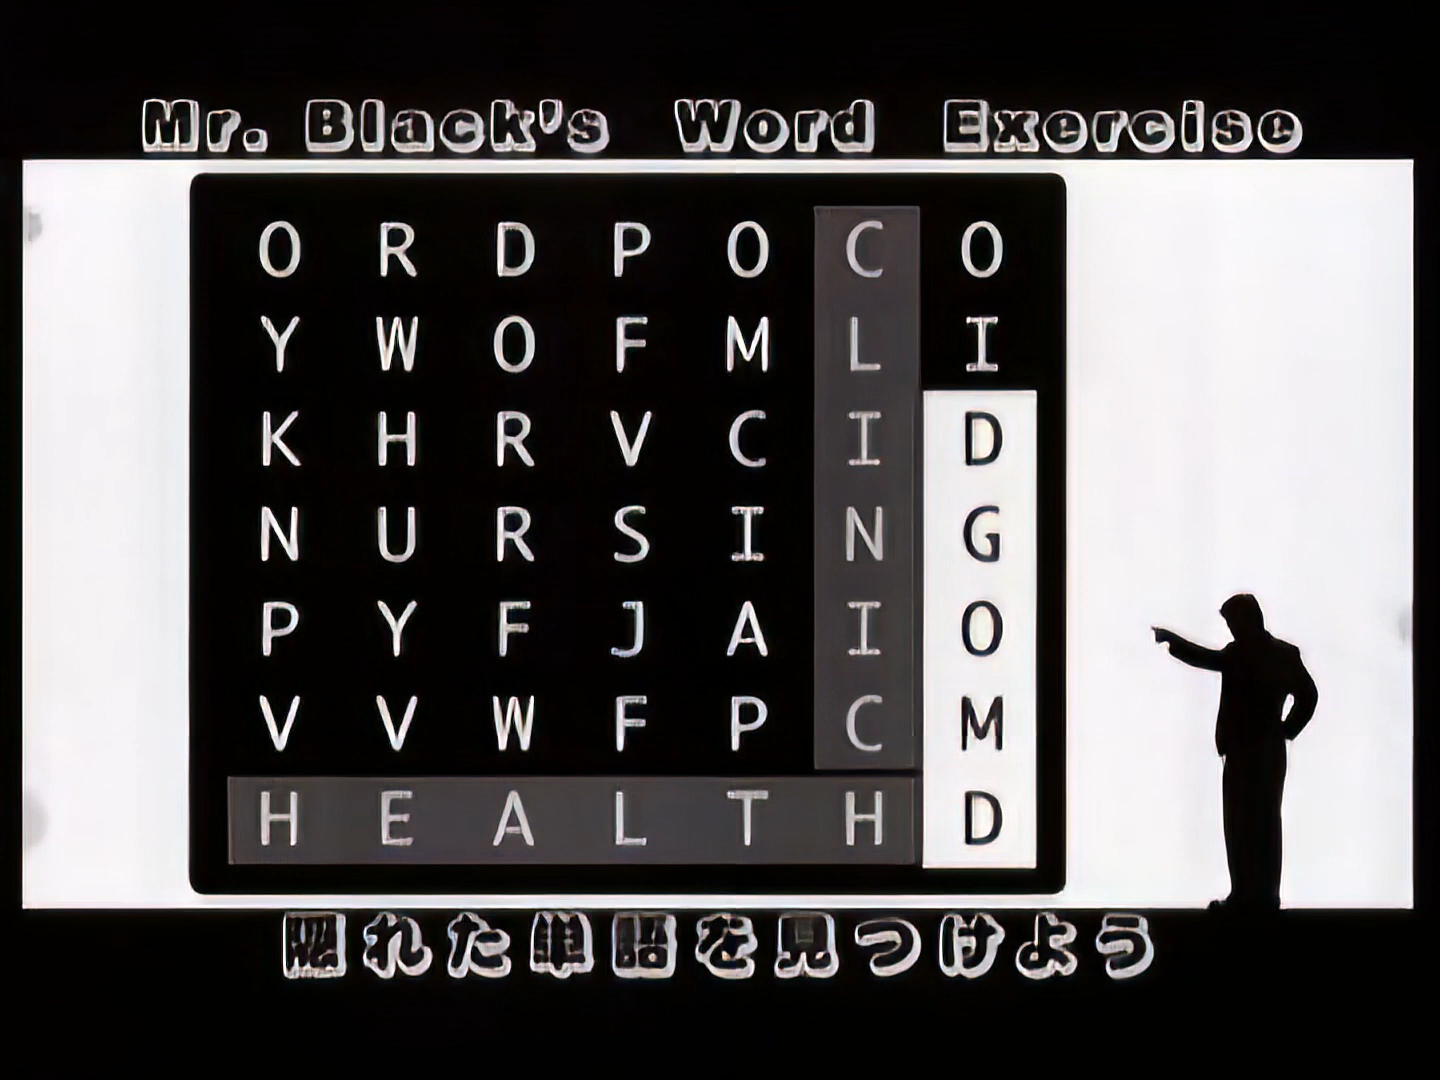 Mr. Black's Word Exercise
O R D P O C O
Y W O F M L I
K H R V C I D
N U R S I N G
P Y F J A I O
V V W F P C M
H E A L T H D
隠れた単語を見つけよう